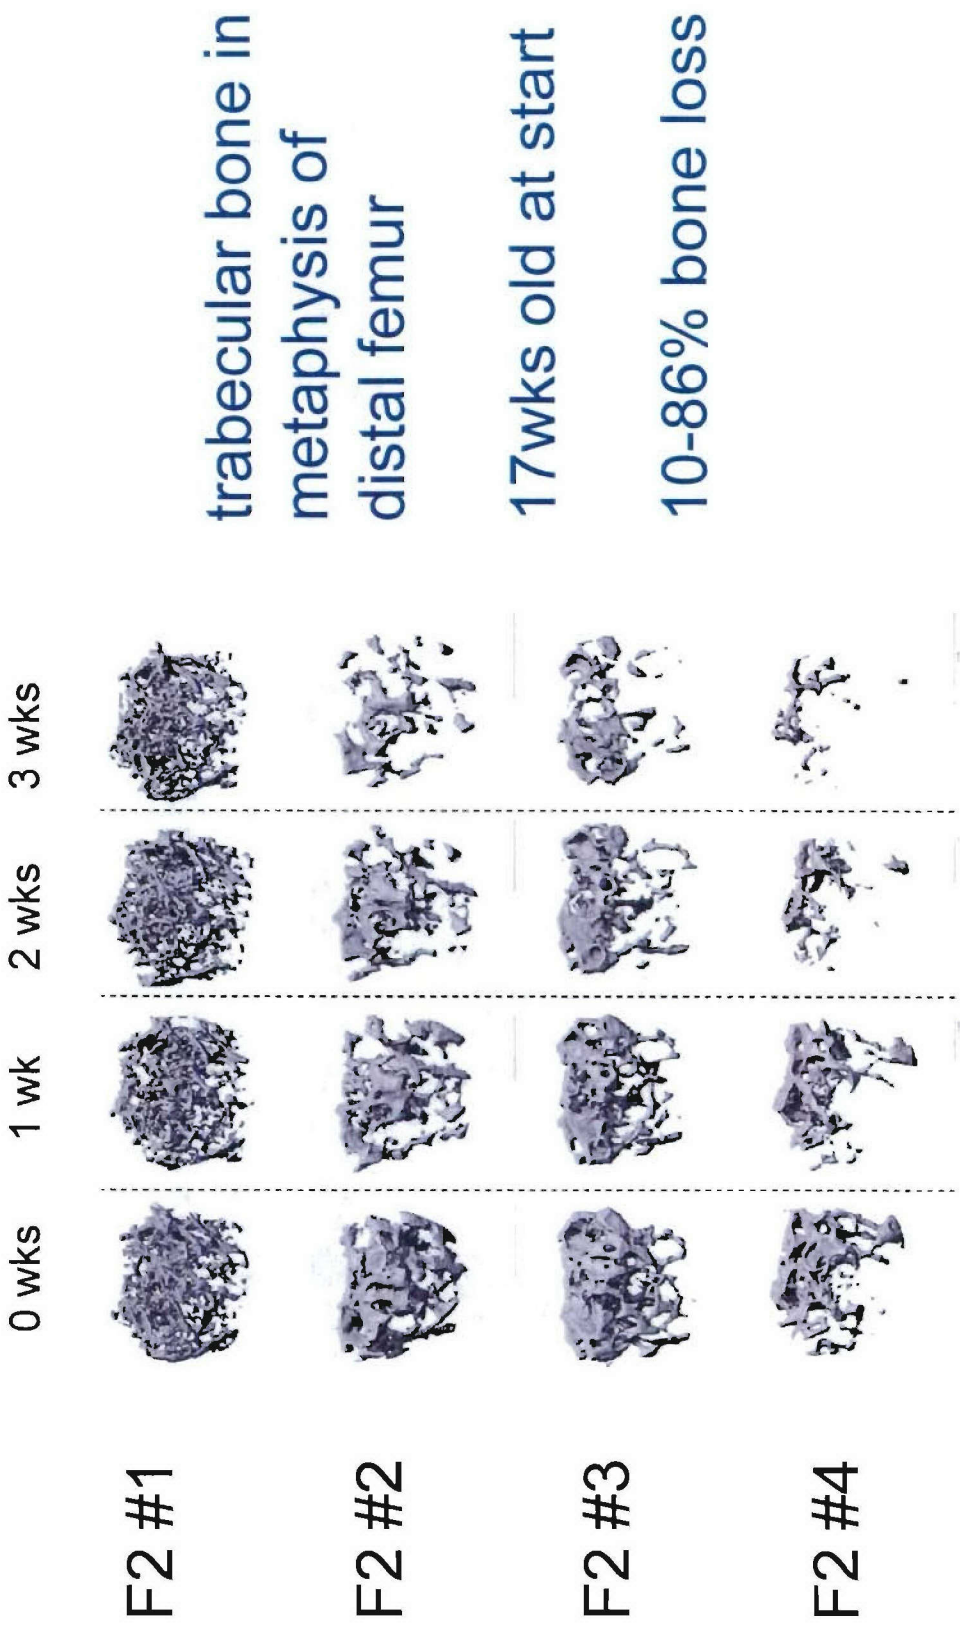 0 wks 1 wk 2 wks 3 wks
F2 #1
F2 #2
F2 #3
F2 #4
trabecular bone in
metaphysis of
distal femur
17wks old at start
10-86% bone loss